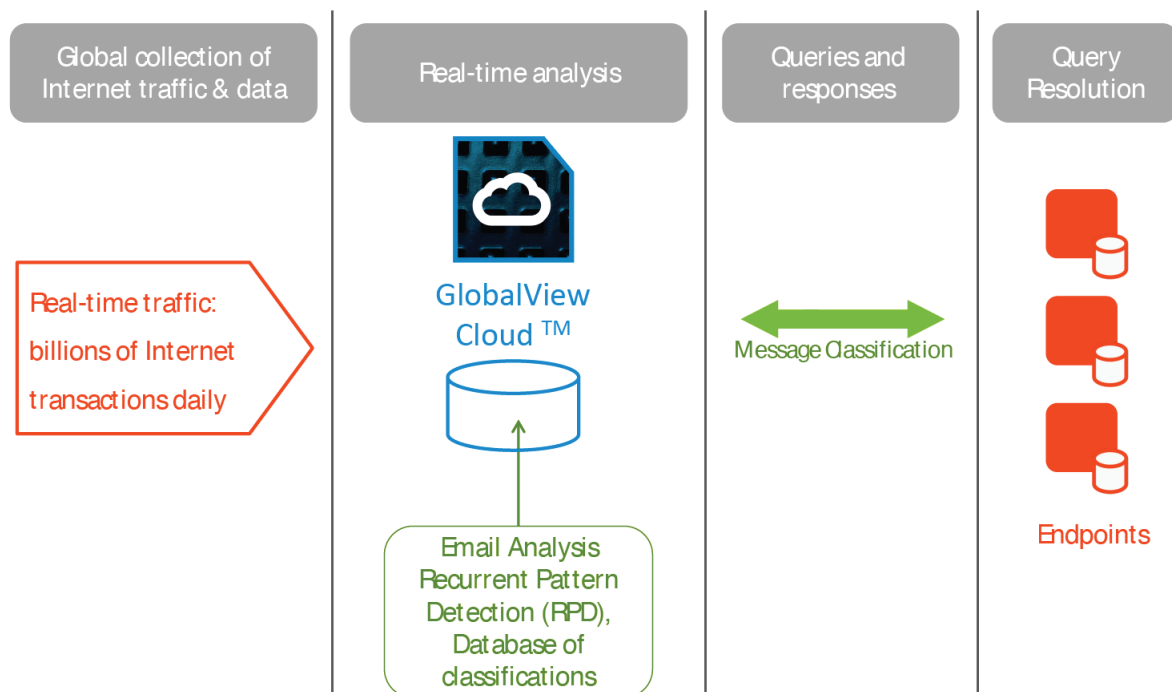 Global collection of
Internet traffic & data
Real-time analysis
Queries and
responses
Query
Resolution
Real-time traffic:
billions of Internet
transactions daily
GlobalView
Cloud ™
Message Classification
Email Analysis
Recurrent Pattern
Detection (RPD),
Database of
classifications
Endpoints